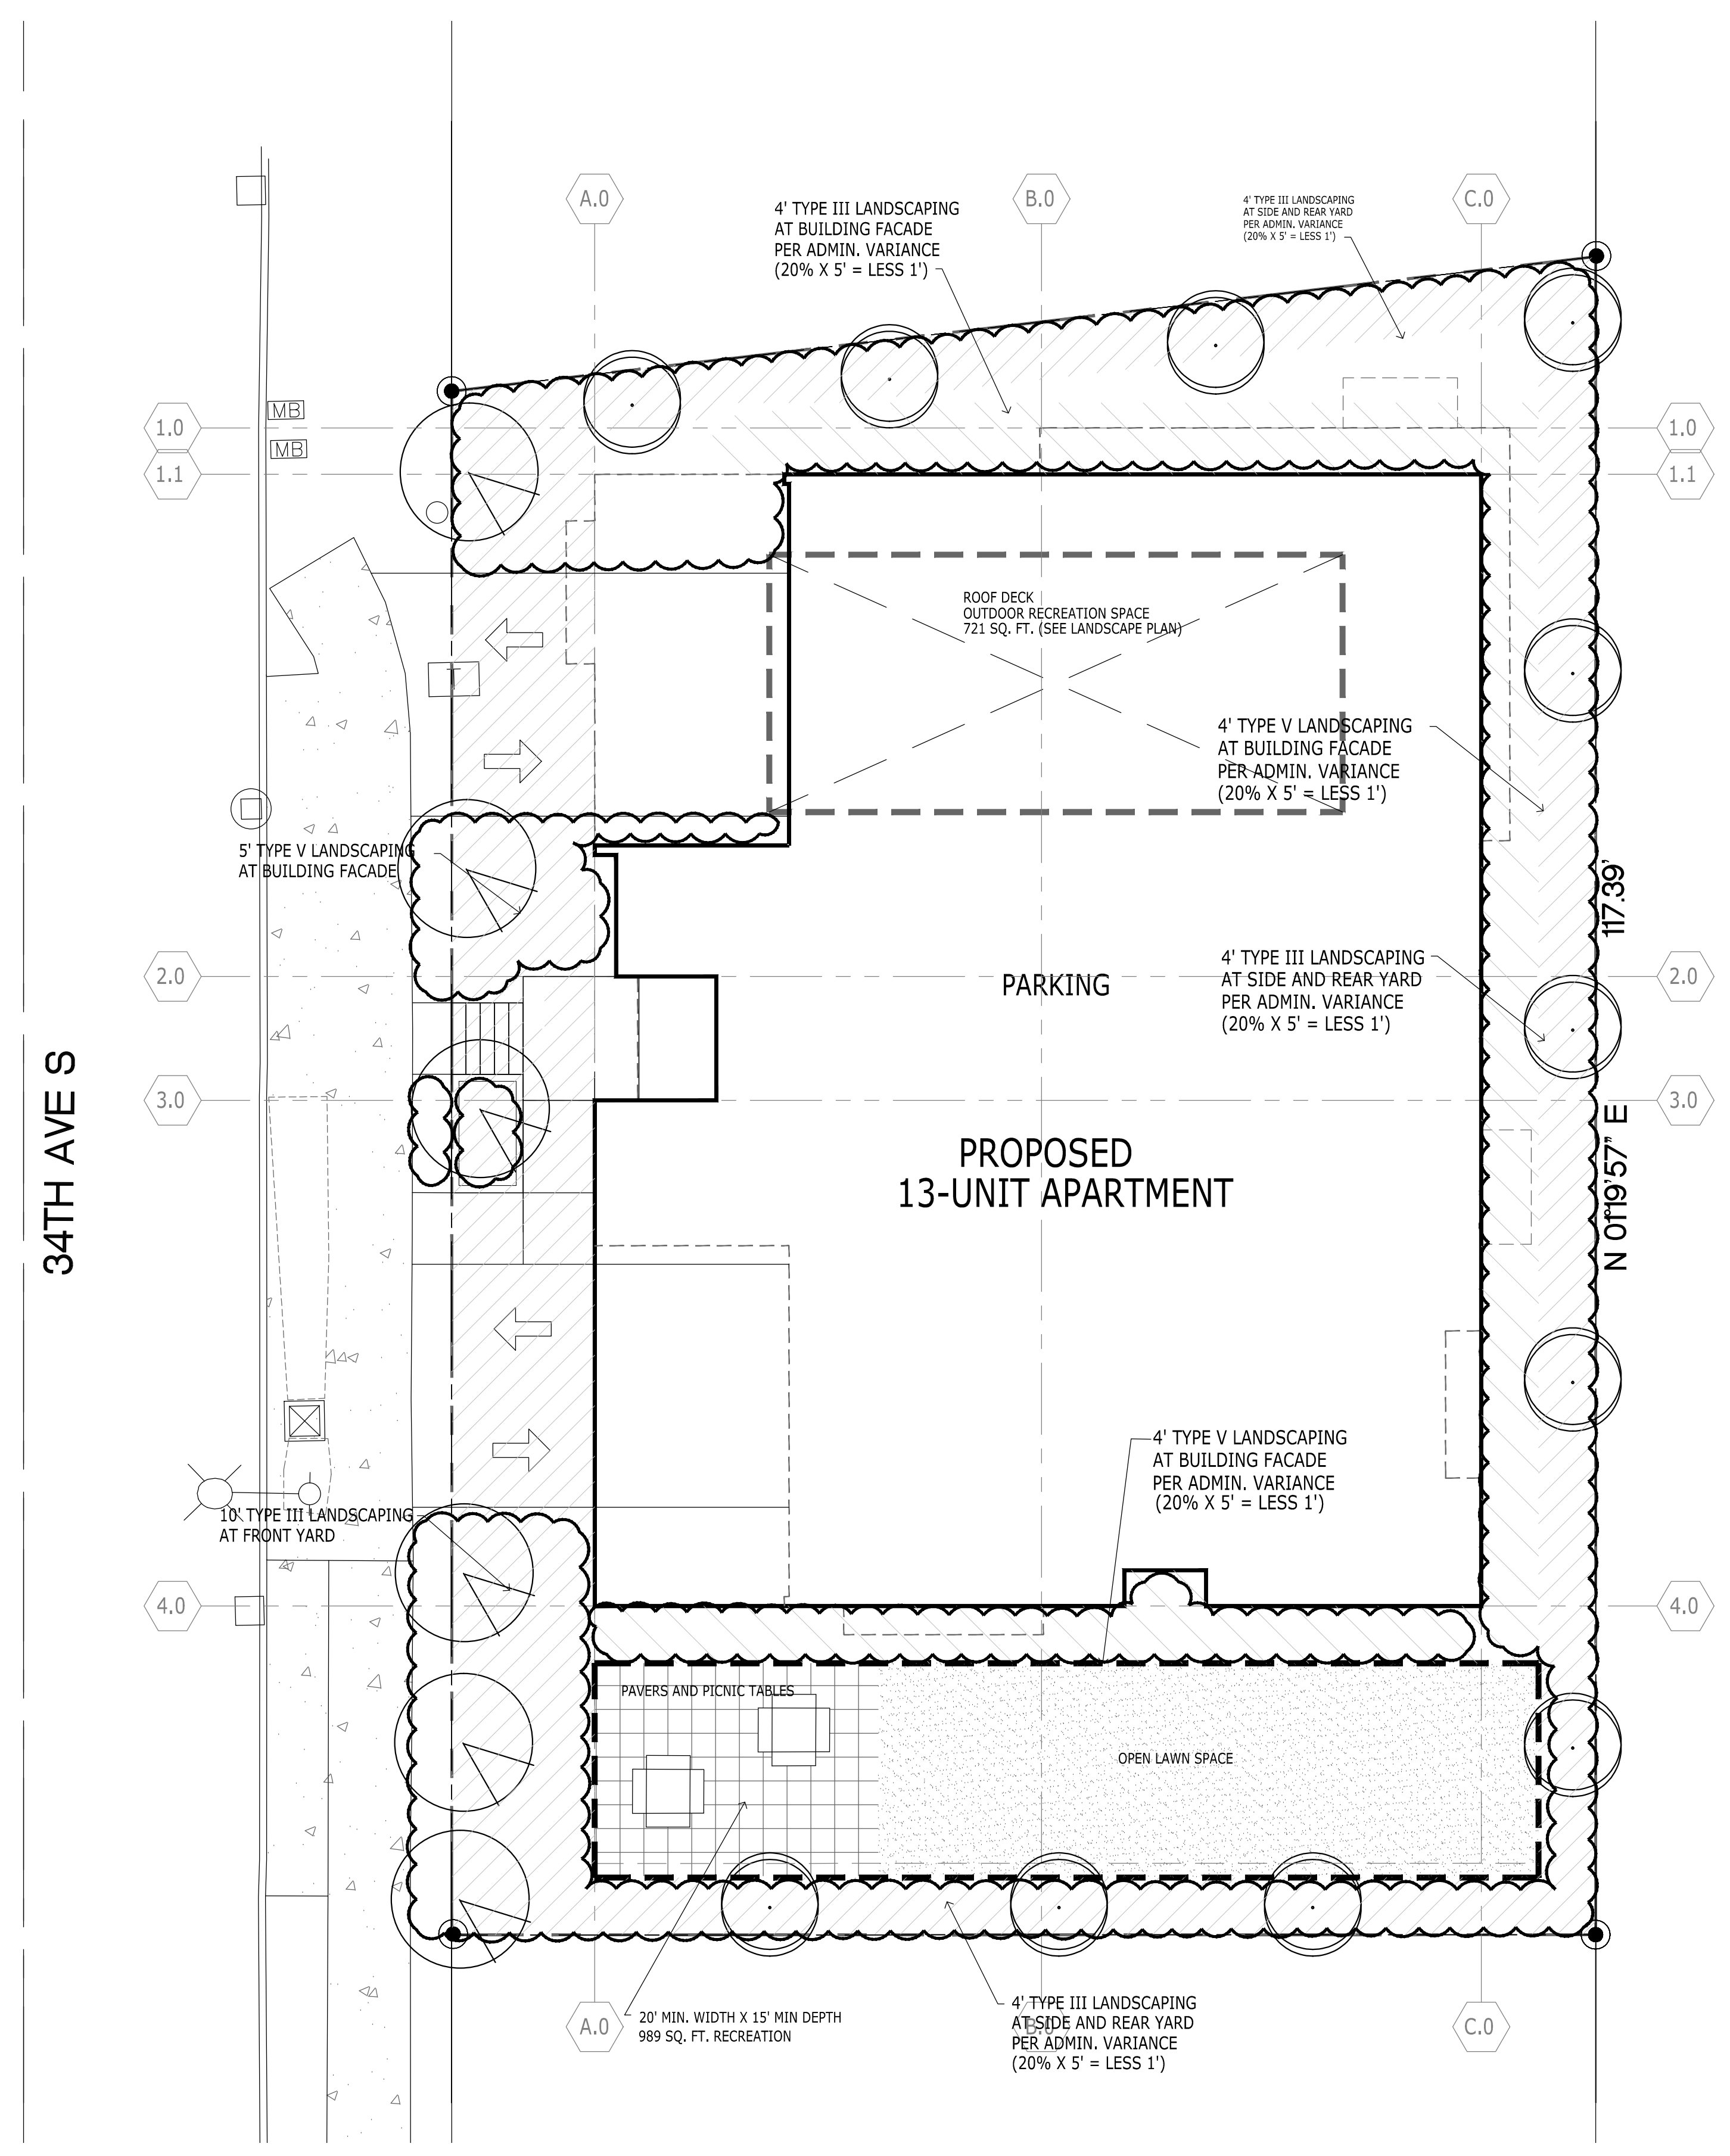 A.0
B.0
C.0
4' TYPE III LANDSCAPING
AT BUILDING FACADE
PER ADMIN. VARIANCE
(20% X 5' = LESS 1')
4' TYPE III LANDSCAPING
AT SIDE AND REAR YARD
PER ADMIN. VARIANCE
(20% X 5' = LESS 1')
MB
MB
1.0
1.0
1.1
1.1
ROOF DECK
OUTDOOR RECREATION SPACE
721 SQ. FT. (SEE LANDSCAPE PLAN)
T
4' TYPE V LANDSCAPING
AT BUILDING FACADE
PER ADMIN. VARIANCE
(20% X 5' = LESS 1')
5' TYPE V LANDSCAPING
AT BUILDING FACADE
117.39'
2.0
2.0
4' TYPE III LANDSCAPING
AT SIDE AND REAR YARD
PER ADMIN. VARIANCE
(20% X 5' = LESS 1')
PARKING
34TH AVE S
3.0
3.0
PROPOSED
13-UNIT APARTMENT
N 01°19'57" E
4' TYPE V LANDSCAPING
AT BUILDING FACADE
PER ADMIN. VARIANCE
(20% X 5' = LESS 1')
10' TYPE III LANDSCAPING
AT FRONT YARD
4.0
4.0
PAVERS AND PICNIC TABLES
OPEN LAWN SPACE
20' MIN. WIDTH X 15' MIN DEPTH
989 SQ. FT. RECREATION
4' TYPE III LANDSCAPING
AT SIDE AND REAR YARD
PER ADMIN. VARIANCE
(20% X 5' = LESS 1')
A.0
B.0
C.0